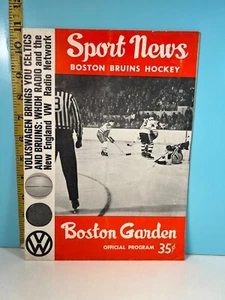 Sport News
BOSTON BRUINS HOCKEY
VOLKSWAGEN BRINGS YOU CELTICS
AND BRUINS: WHDH RADIO and the
New England VW Radio Network
Boston Garden
OFFICIAL PROGRAM 35¢